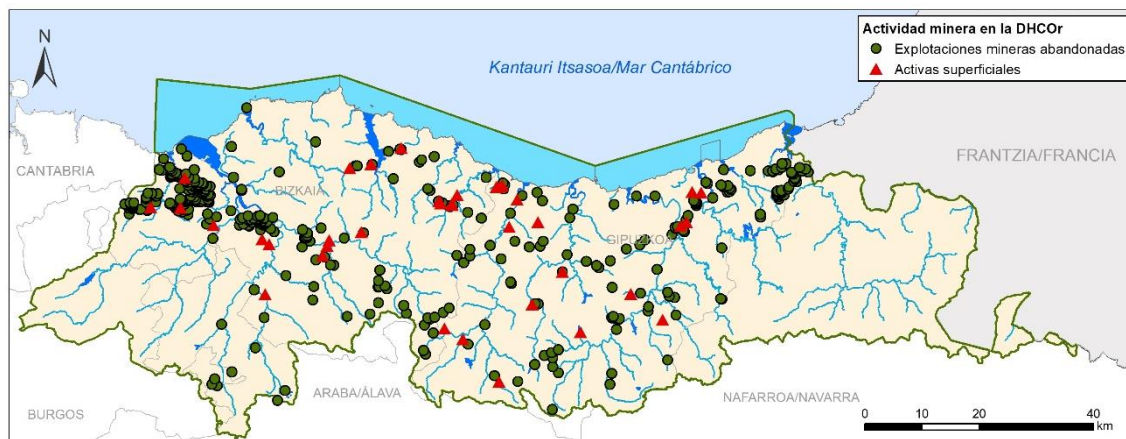 Actividad minera en la DHCOr
Explotaciones mineras abandonadas
Activas superficiales
N
Kantauri Itsasoa/Mar Cantábrico
CANTABRIA
FRANTZIA/FRANCIA
BIZKAIA
GIPUZKOA
ARABA/ÁLAVA
NAFARROA/NAVARRA
BURGOS
0 10 20 40
km